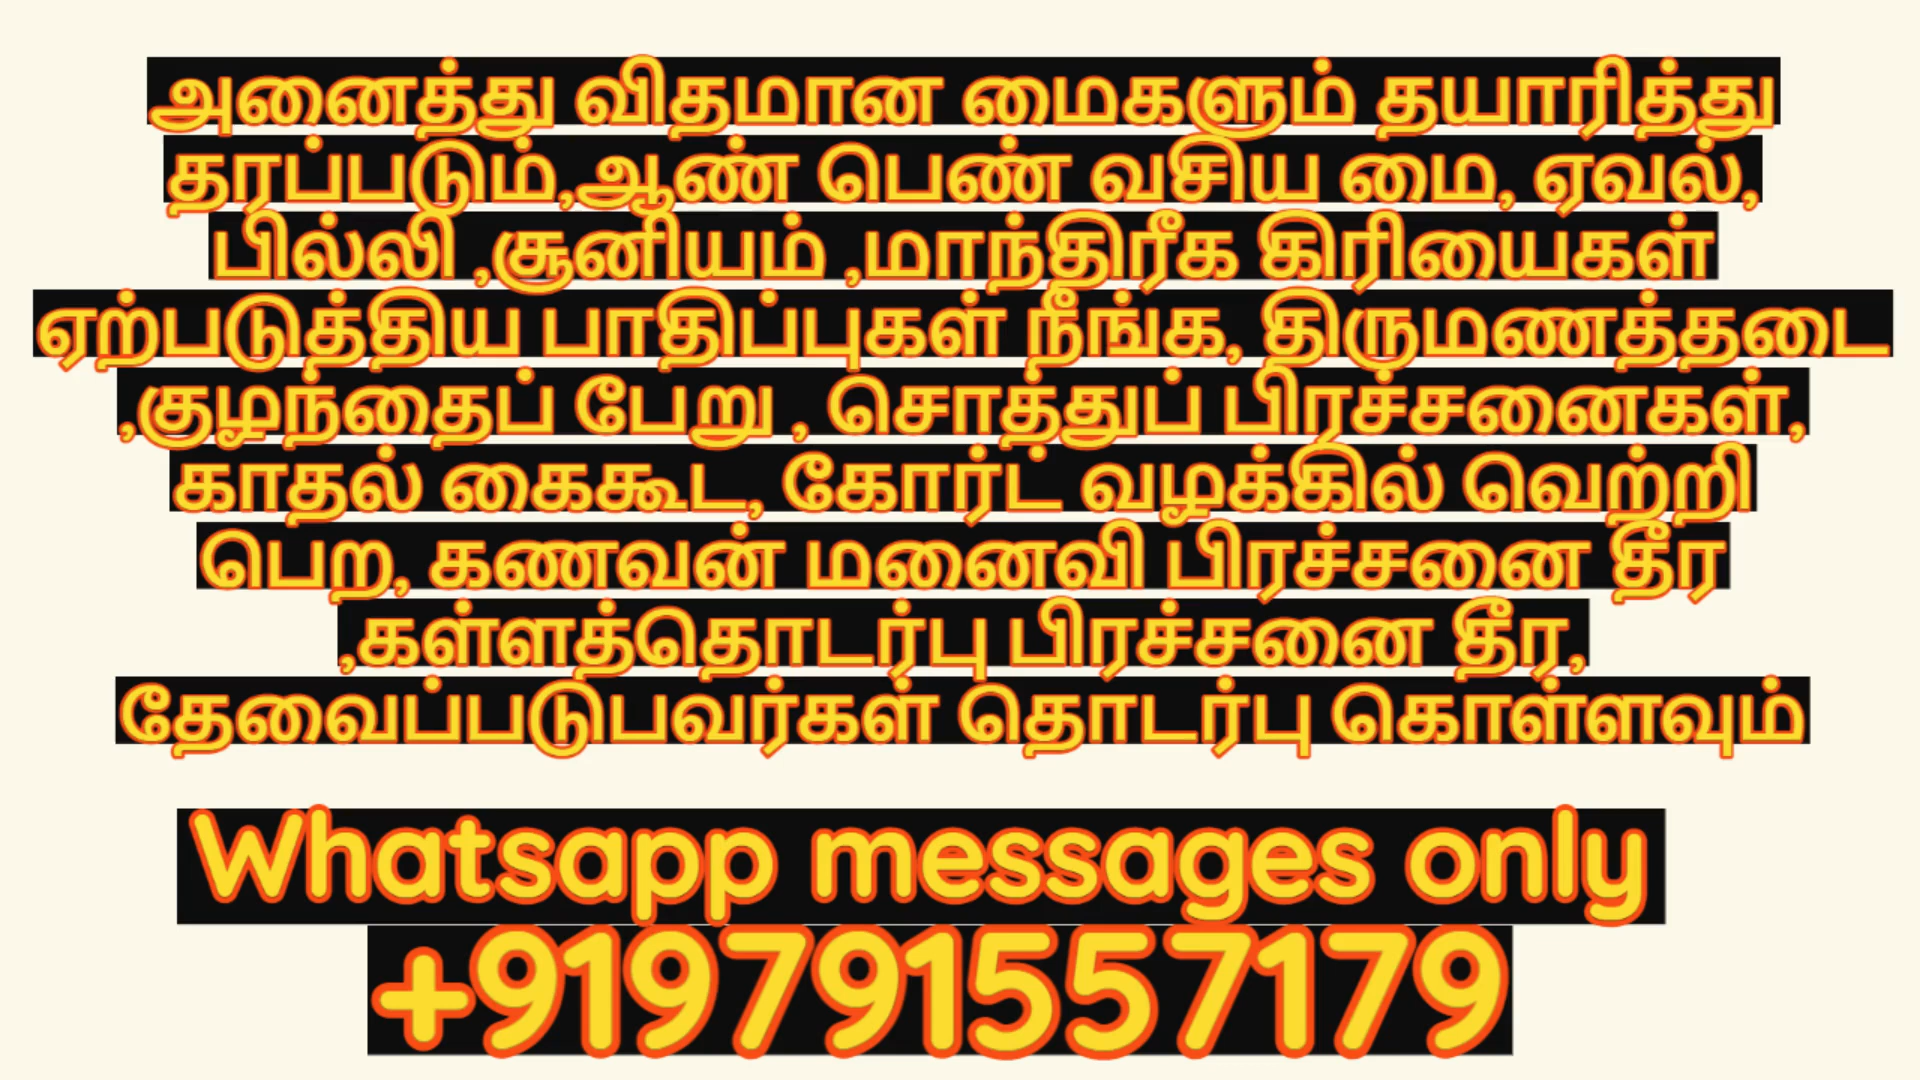 அனைத்து விதமான மைகளும் தயாரித்து
தரப்படும்,ஆண் பெண் வசிய மை, ஏவல்,
பில்லி ,சூனியம் ,மாந்திரீக கிரியைகள்
ஏற்படுத்திய பாதிப்புகள் நீங்க, திருமணத்தடை
,குழந்தைப் பேறு , சொத்துப் பிரச்சனைகள்,
காதல் கைகூட, கோர்ட் வழக்கில் வெற்றி
பெற, கணவன் மனைவி பிரச்சனை தீர
,கள்ளத்தொடர்பு பிரச்சனை தீர,
தேவைப்படுபவர்கள் தொடர்பு கொள்ளவும்
Whatsapp messages only
+919791557179